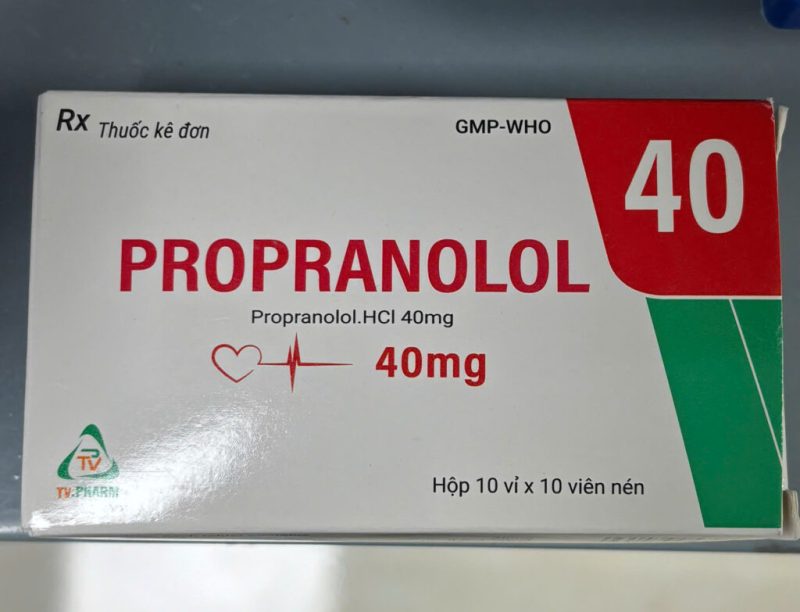 Rx Thuốc kê đơn
GMP-WHO
40
PROPRANOLOL
Propranolol.HCl 40mg
40mg
TV
TV.PHARM
Hộp 10 vỉ x 10 viên nén